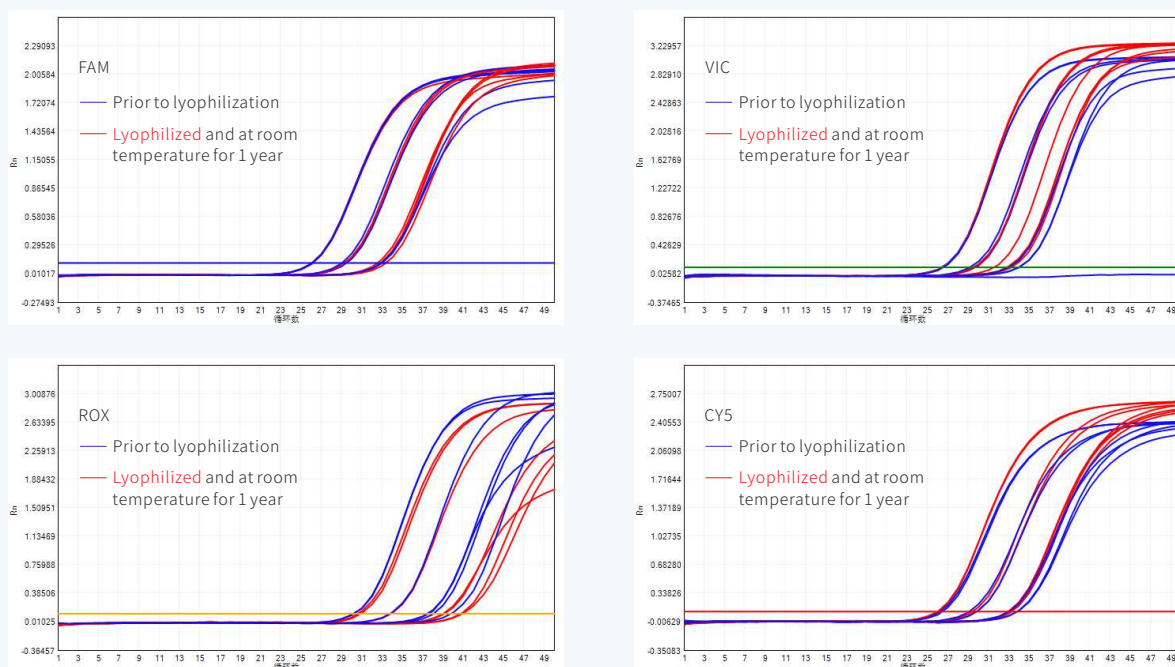 FAM
Prior to lyophilization
Lyophilized and at room
temperature for 1 year
2.29093
2.00584
1.72074
1.43564
1.15055
0.86545
0.58036
0.29526
0.01017
-0.27493
Rn
1 3 5 7 9 11 13 15 17 19 21 23 25 27 29 31 33 35 37 39 41 43 45 47 49
循环数
VIC
Prior to lyophilization
Lyophilized and at room
temperature for 1 year
3.22957
2.82910
2.42863
2.02816
1.62769
1.22722
0.82676
0.42629
0.02582
-0.37465
Rn
1 3 5 7 9 11 13 15 17 19 21 23 25 27 29 31 33 35 37 39 41 43 45 47 49
循环数
ROX
Prior to lyophilization
Lyophilized and at room
temperature for 1 year
3.00876
2.63395
2.25913
1.88432
1.50951
1.13469
0.75988
0.38506
0.01025
-0.36457
Rn
1 3 5 7 9 11 13 15 17 19 21 23 25 27 29 31 33 35 37 39 41 43 45 47 49
循环数
CY5
Prior to lyophilization
Lyophilized and at room
temperature for 1 year
2.75007
2.40553
2.06098
1.71644
1.37189
1.02735
0.68280
0.33826
-0.00629
-0.35083
Rn
1 3 5 7 9 11 13 15 17 19 21 23 25 27 29 31 33 35 37 39 41 43 45 47 49
循环数